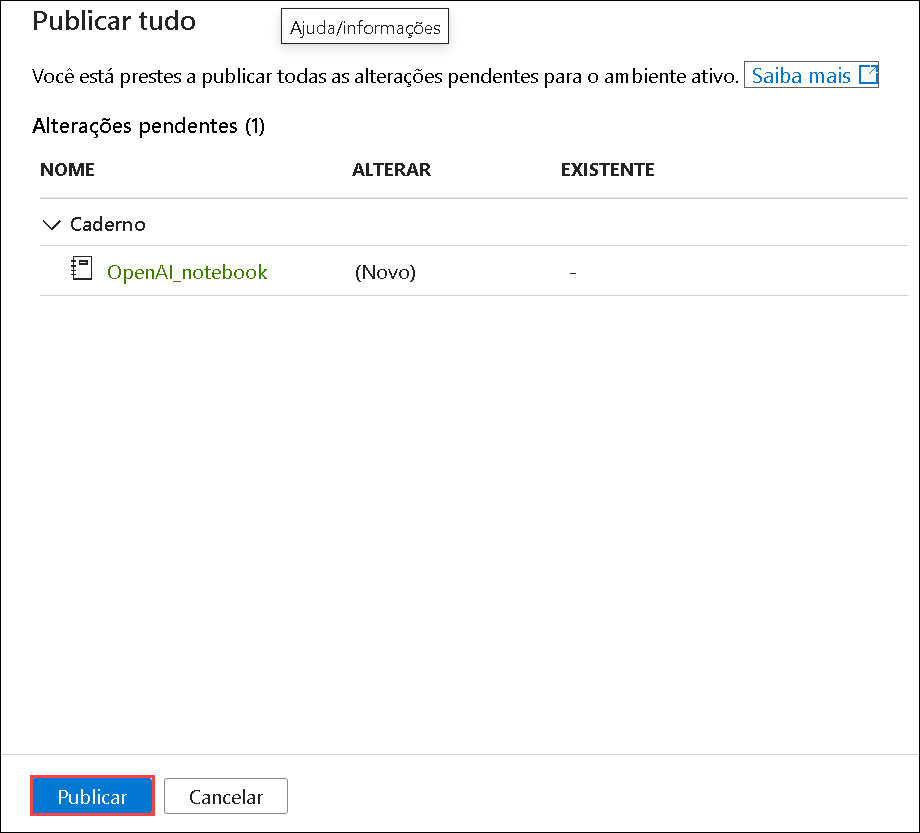 Publicar tudo
Ajuda/informações
Você está prestes a publicar todas as alterações pendentes para o ambiente ativo. Saiba mais
Alterações pendentes (1)
NOME ALTERAR EXISTENTE
Caderno
OpenAI_notebook (Novo) -
Publicar Cancelar